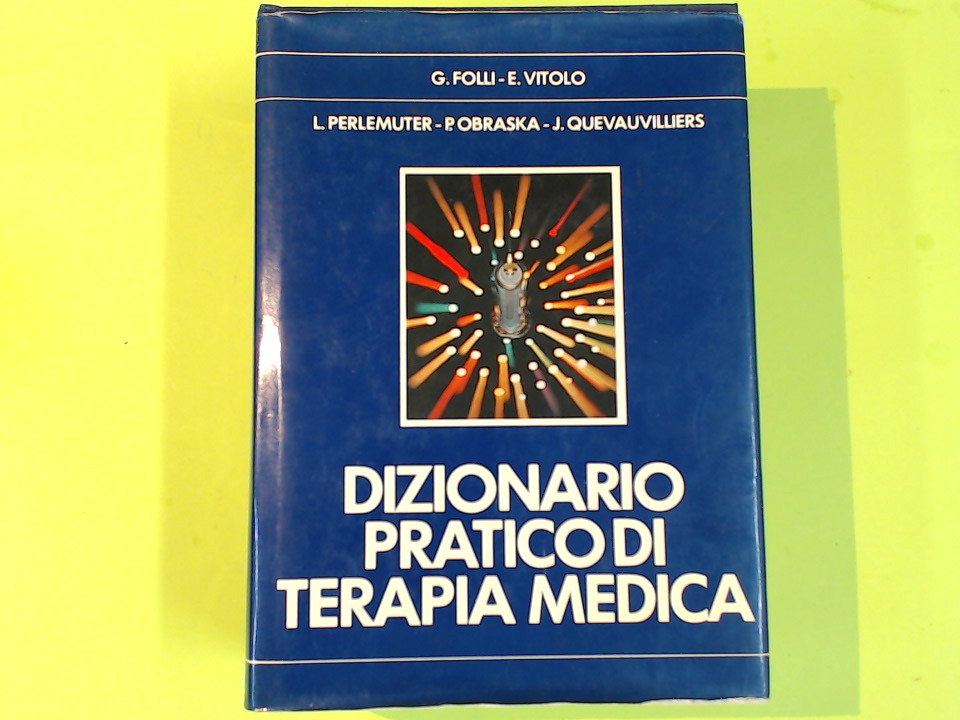 G. FOLLI - E. VITOLO
L. PERLEMUTER - P. OBRASKA - J. QUEVAUVILLIERS
DIZIONARIO
PRATICO DI
TERAPIA MEDICA